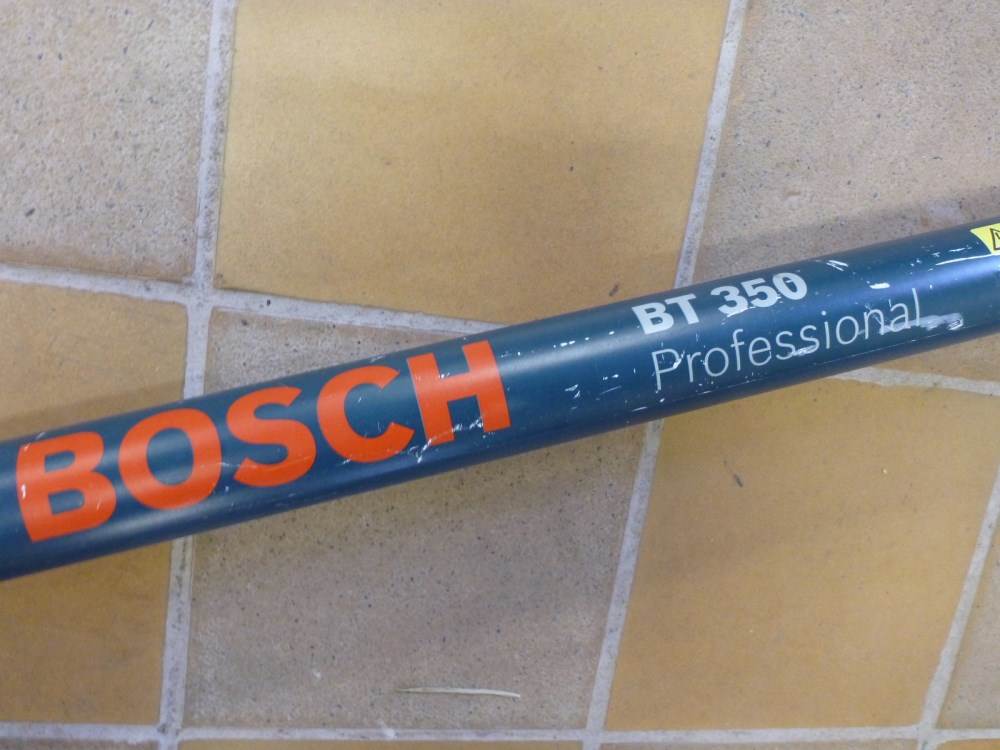 BOSCH
BT 350
Professional